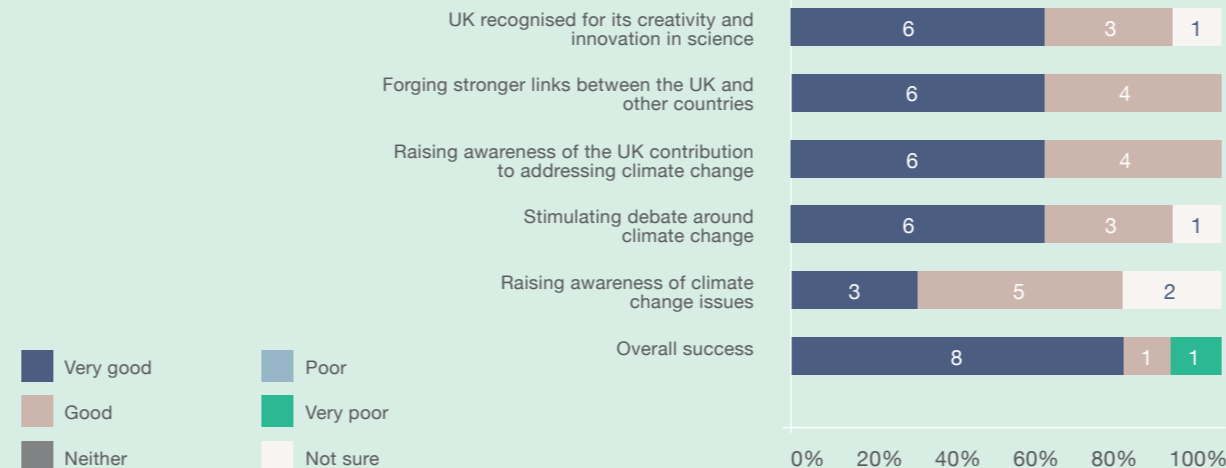 UK recognised for its creativity and
innovation in science
6 3 1
Forging stronger links between the UK and
other countries
6 4
Raising awareness of the UK contribution
to addressing climate change
6 4
Stimulating debate around
climate change
6 3 1
Raising awareness of climate
change issues
3 5 2
Overall success
8 1 1
Very good
Good
Neither
Poor
Very poor
Not sure
0% 20% 40% 60% 80% 100%